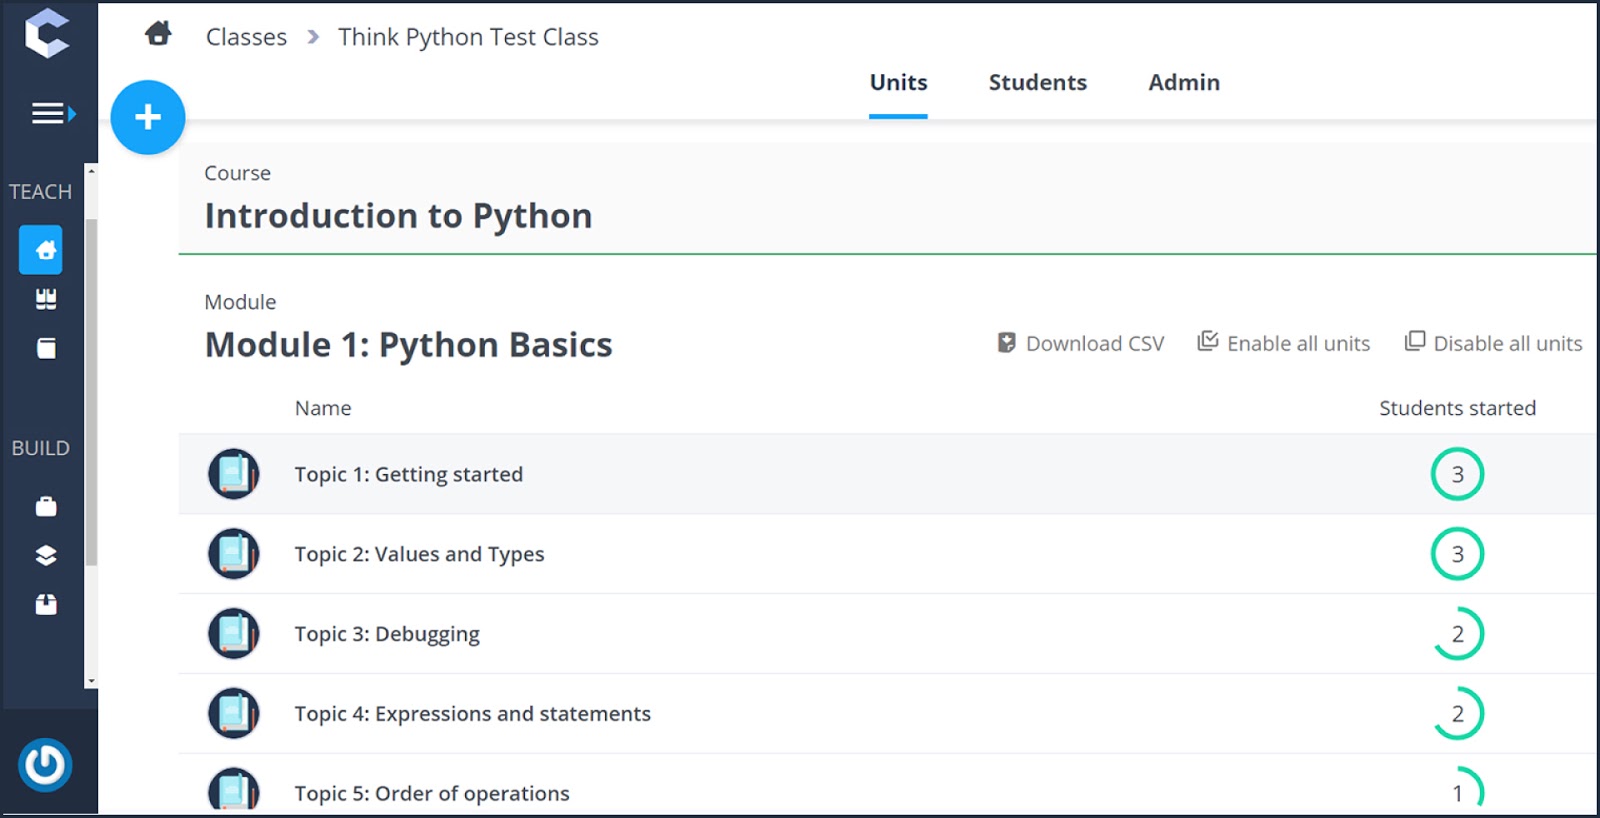 Classes > Think Python Test Class
Units Students Admin
+
TEACH
Course
Introduction to Python
Module
Module 1: Python Basics
Download CSV Enable all units Disable all units
BUILD
Name Students started
Topic 1: Getting started 3
Topic 2: Values and Types 3
Topic 3: Debugging 2
Topic 4: Expressions and statements 2
Topic 5: Order of operations 1